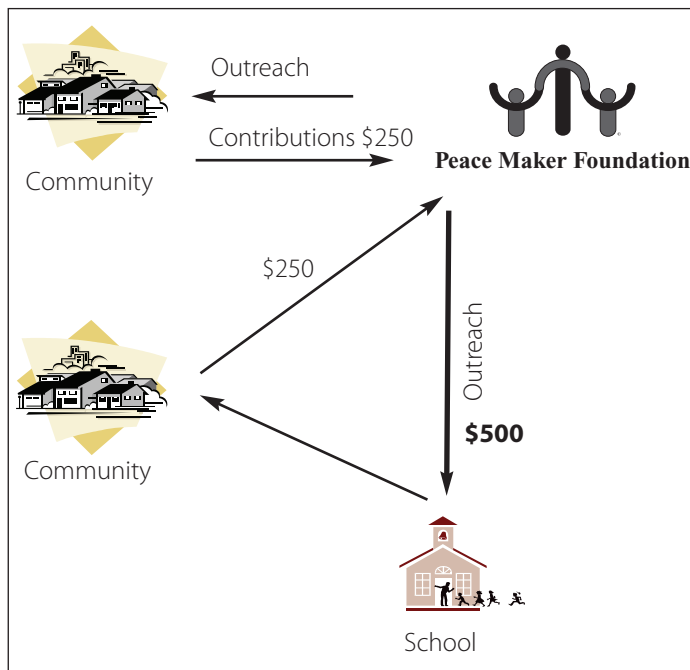 Outreach
Contributions $250
Community
Peace Maker Foundation
$250
Outreach
$500
Community
School